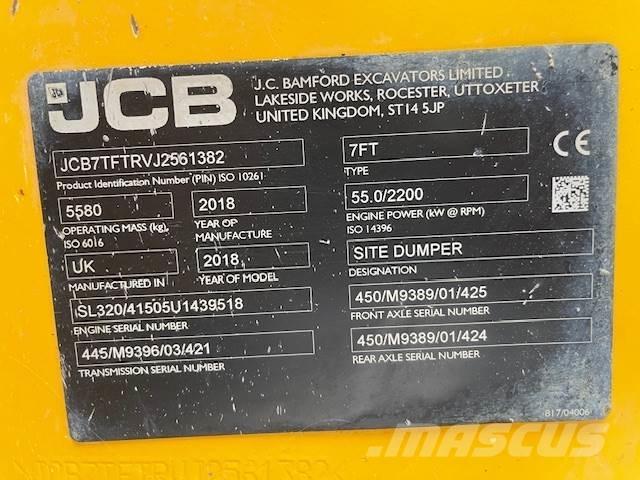 JCB
J.C. BAMFORD EXCAVATORS LIMITED
LAKESIDE WORKS, ROCESTER, UTTOXETER
UNITED KINGDOM, ST14 5JP
JCB7TFTRVJ2561382
Product Identification Number (PIN) ISO 10261
7FT
TYPE
CE
5580
OPERATING MASS (kg)
ISO 6016
2018
YEAR OF
MANUFACTURE
55.0/2200
ENGINE POWER (kW @ RPM)
ISO 14396
UK
MANUFACTURED IN
2018
YEAR OF MODEL
SITE DUMPER
DESIGNATION
SL320/41505U1439518
ENGINE SERIAL NUMBER
450/M9389/01/425
FRONT AXLE SERIAL NUMBER
445/M9396/03/421
TRANSMISSION SERIAL NUMBER
450/M9389/01/424
REAR AXLE SERIAL NUMBER
817/04006
MASCUS